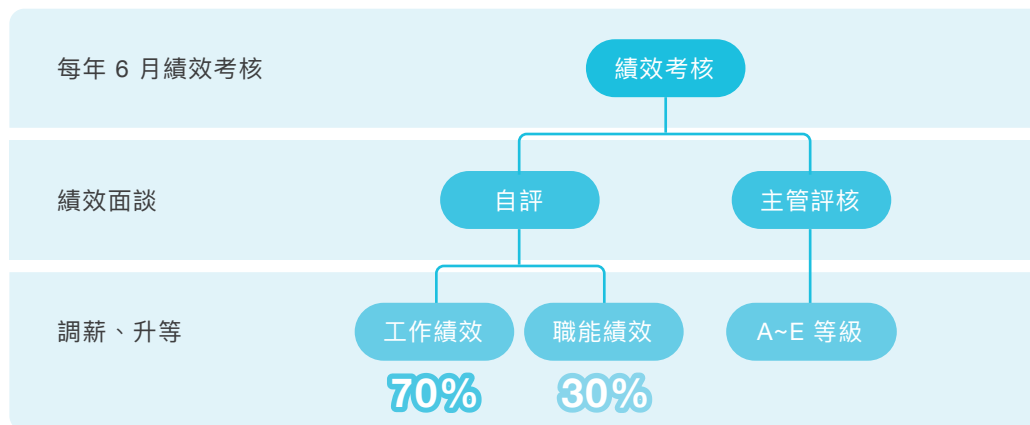 每年 6 月績效考核
績效考核
績效面談
自評
主管評核
調薪、升等
工作績效
職能績效
A~E 等級
70%
30%